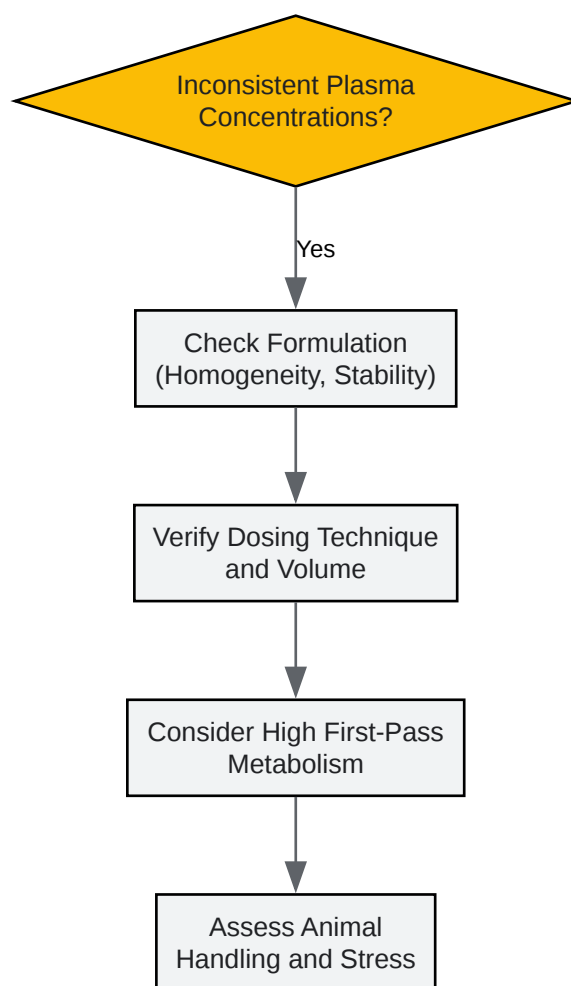 Inconsistent Plasma
Concentrations?
Yes
Check Formulation
(Homogeneity, Stability)
Verify Dosing Technique
and Volume
Consider High First-Pass
Metabolism
Assess Animal
Handling and Stress